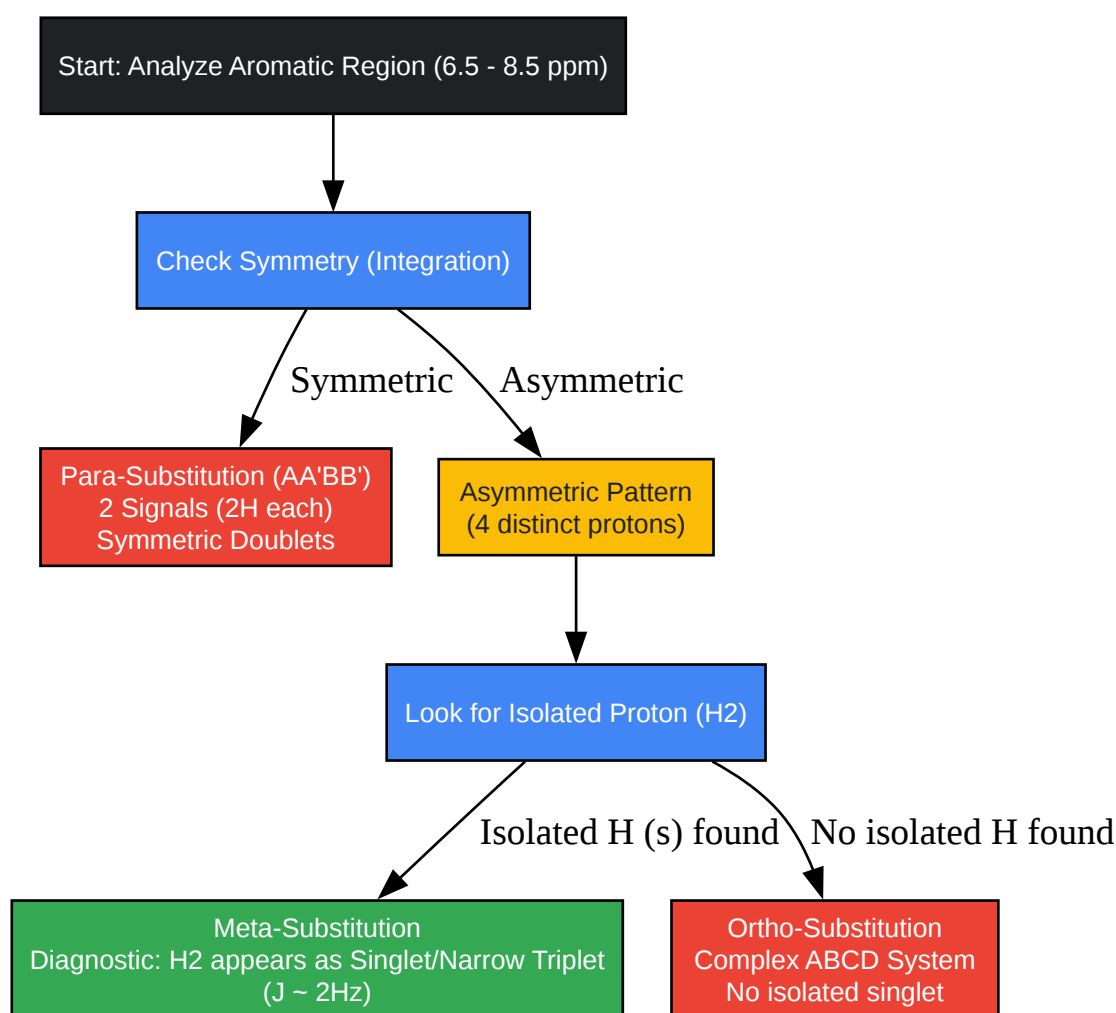 Start: Analyze Aromatic Region (6.5 - 8.5 ppm)
Check Symmetry (Integration)
Symmetric
Asymmetric
Para-Substitution (AA'BB')
2 Signals (2H each)
Symmetric Doublets
Asymmetric Pattern
(4 distinct protons)
Look for Isolated Proton (H2)
Isolated H (s) found
No isolated H found
Meta-Substitution
Diagnostic: H2 appears as Singlet/Narrow Triplet
(J ~ 2Hz)
Ortho-Substitution
Complex ABCD System
No isolated singlet